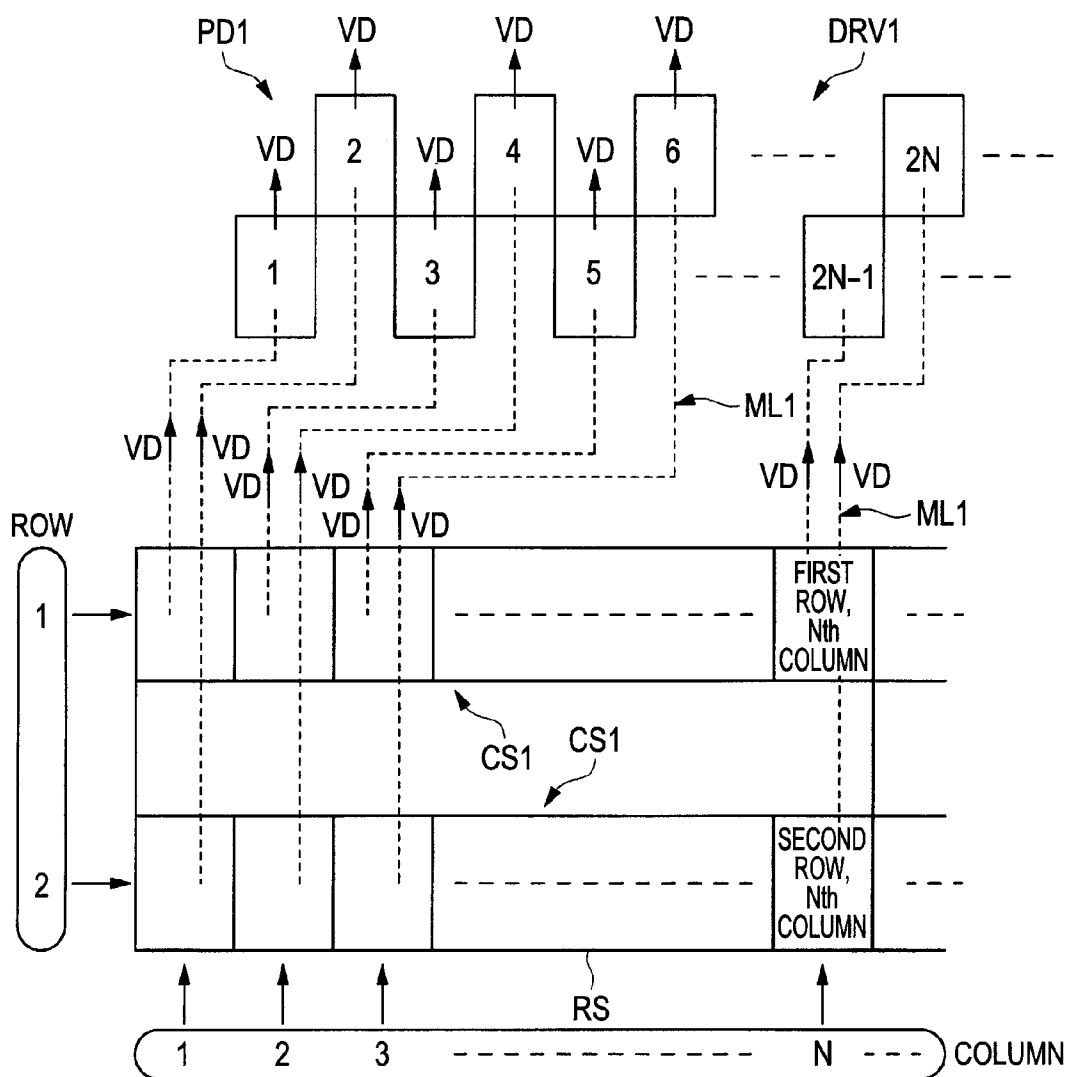 PD1 VD VD VD DRV1
2 4 6 2N
VD VD VD
1 3 5 2N-1
ML1
VD VD VD VD VD VD
VD VD
ML1
ROW
1
FIRST
ROW,
Nth
COLUMN
CS1
CS1
2
SECOND
ROW,
Nth
COLUMN
RS
1 2 3 N COLUMN